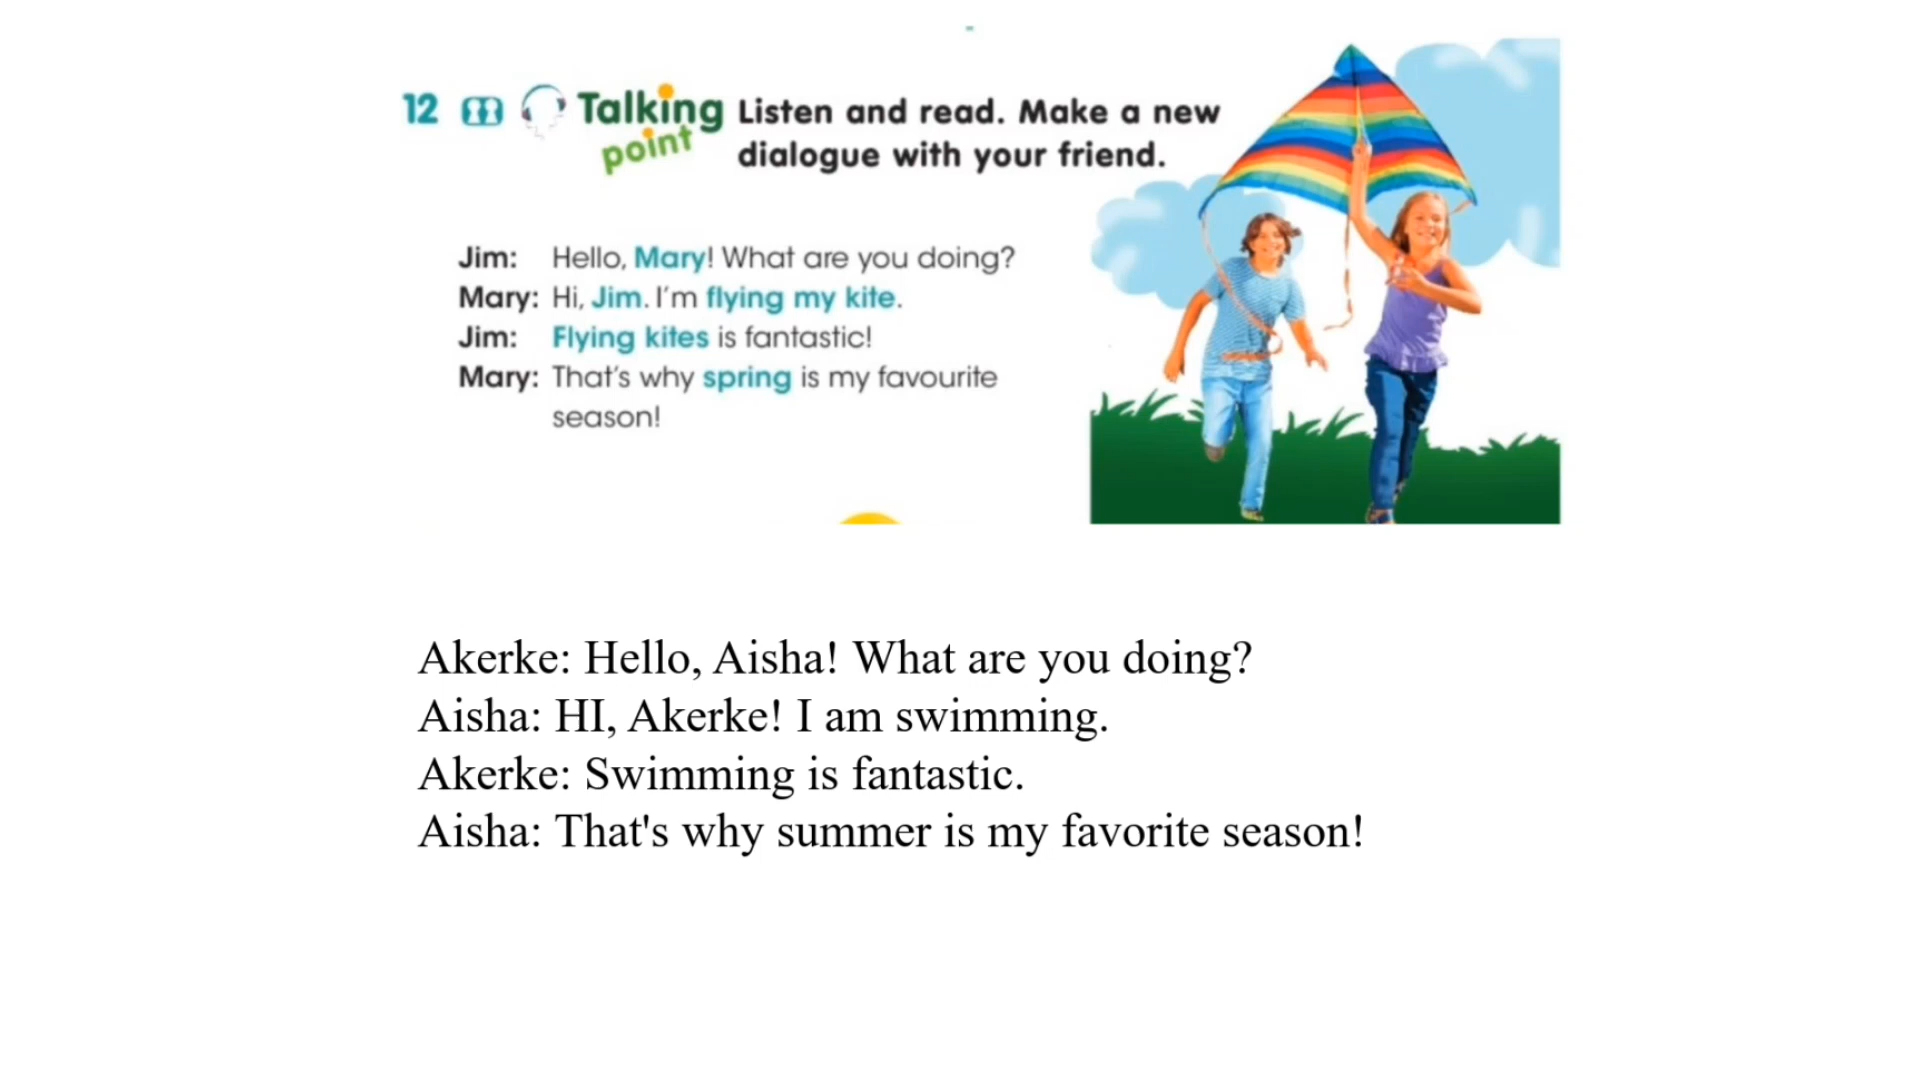 12 Talking point Listen and read. Make a new
dialogue with your friend.
Jim: Hello, Mary! What are you doing?
Mary: Hi, Jim. I'm flying my kite.
Jim: Flying kites is fantastic!
Mary: That's why spring is my favourite
season!
Akerke: Hello, Aisha! What are you doing?
Aisha: HI, Akerke! I am swimming.
Akerke: Swimming is fantastic.
Aisha: That's why summer is my favorite season!